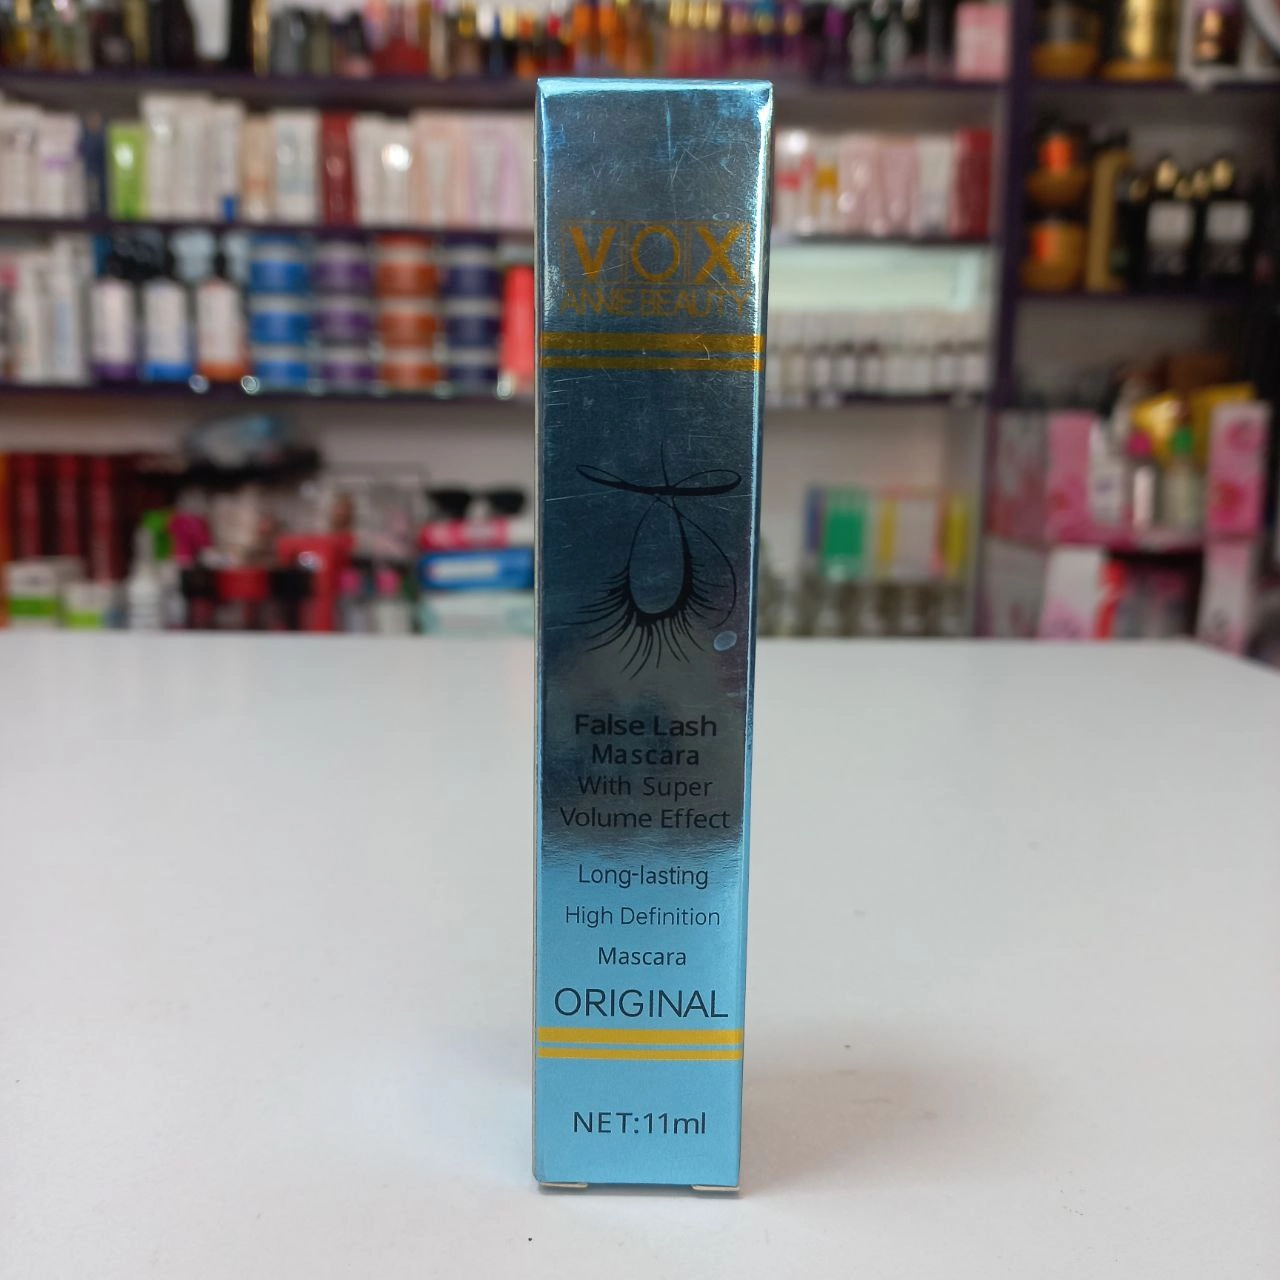 VOX
ANNIE BEAUTY
False Lash
Mascara
With Super
Volume Effect
Long-lasting
High Definition
Mascara
ORIGINAL
NET:11ml